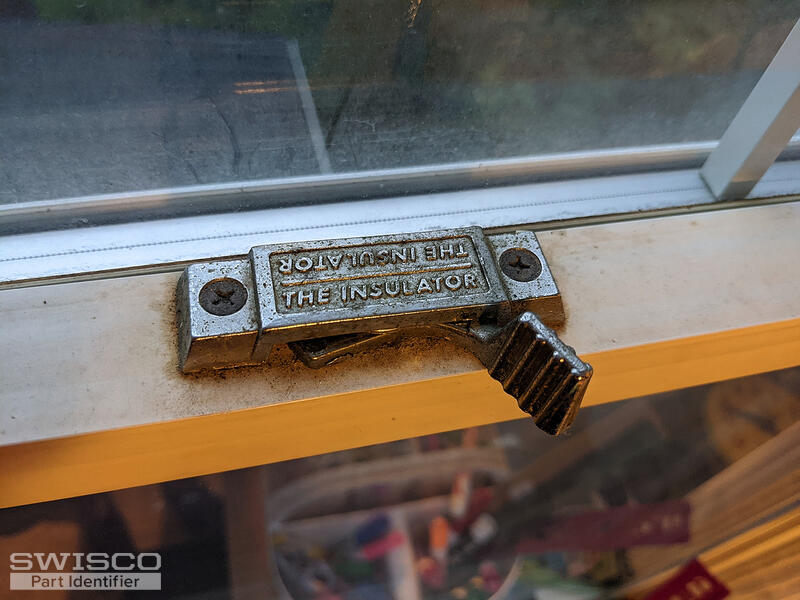 THE INSULATOR
THE INSULATOR
SWISCO
Part Identifier